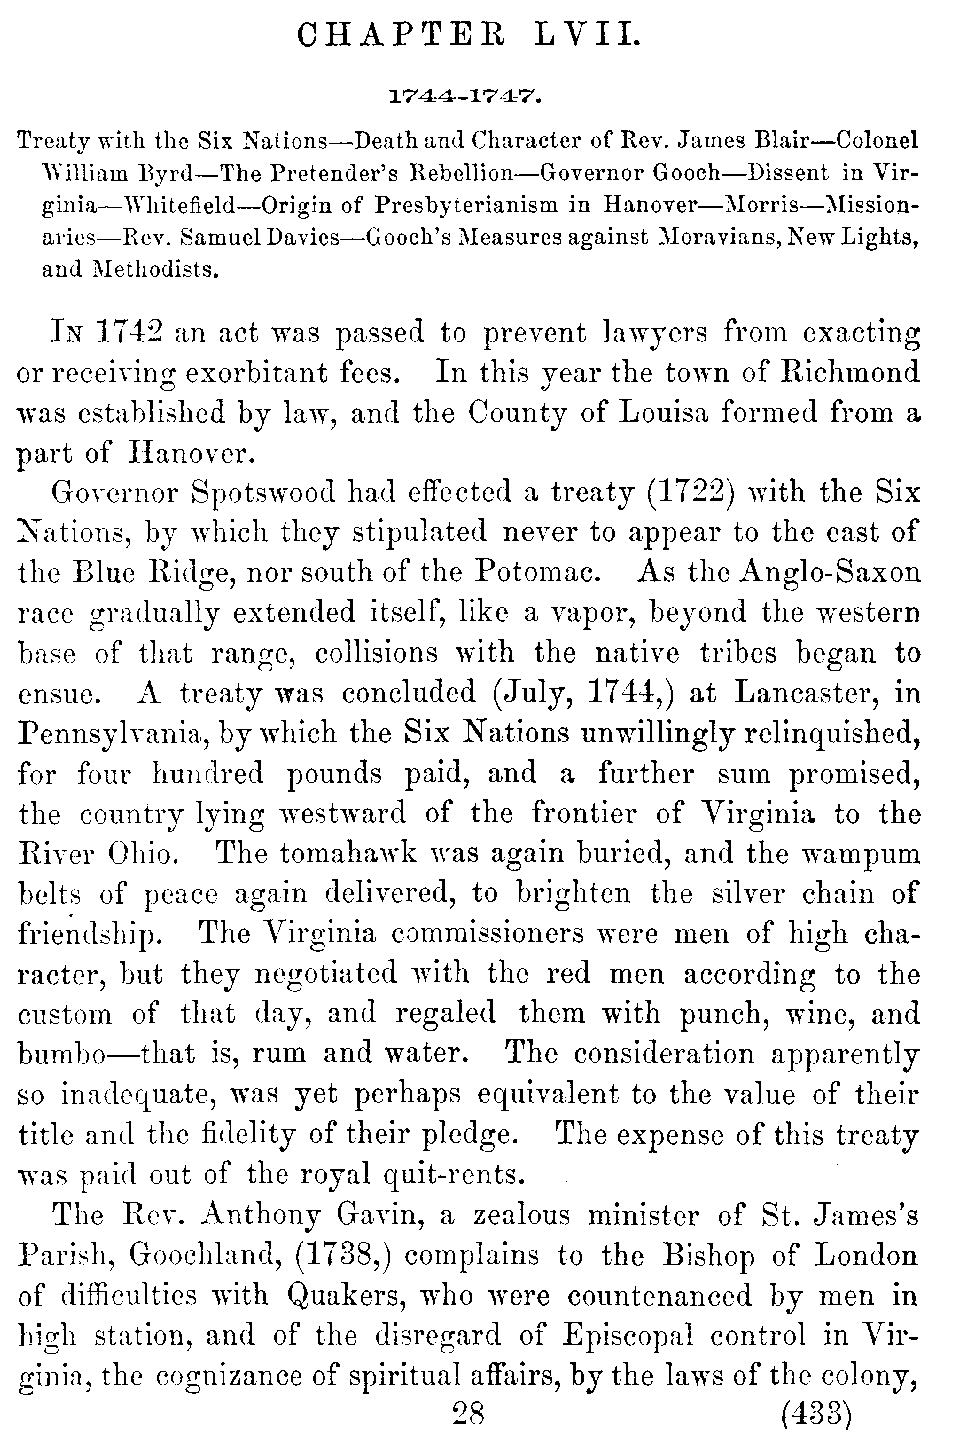 CHAPTER LVII.
1744-1747.
Treaty with the Six Nations—Death and Character of Rev. James Blair—Colonel
William Byrd—The Pretender's Rebellion—Governor Gooch—Dissent in Vir-
ginia—Whitefield—Origin of Presbyterianism in Hanover—Morris—Mission-
aries—Rev. Samuel Davies—Gooch's Measures against Moravians, New Lights,
and Methodists.
In 1742 an act was passed to prevent lawyers from exacting
or receiving exorbitant fees. In this year the town of Richmond
was established by law, and the County of Louisa formed from a
part of Hanover.
Governor Spotswood had effected a treaty (1722) with the Six
Nations, by which they stipulated never to appear to the east of
the Blue Ridge, nor south of the Potomac. As the Anglo-Saxon
race gradually extended itself, like a vapor, beyond the western
base of that range, collisions with the native tribes began to
ensue. A treaty was concluded (July, 1744,) at Lancaster, in
Pennsylvania, by which the Six Nations unwillingly relinquished,
for four hundred pounds paid, and a further sum promised,
the country lying westward of the frontier of Virginia to the
River Ohio. The tomahawk was again buried, and the wampum
belts of peace again delivered, to brighten the silver chain of
friendship. The Virginia commissioners were men of high cha-
racter, but they negotiated with the red men according to the
custom of that day, and regaled them with punch, wine, and
bumbo—that is, rum and water. The consideration apparently
so inadequate, was yet perhaps equivalent to the value of their
title and the fidelity of their pledge. The expense of this treaty
was paid out of the royal quit-rents.
The Rev. Anthony Gavin, a zealous minister of St. James's
Parish, Goochland, (1738,) complains to the Bishop of London
of difficulties with Quakers, who were countenanced by men in
high station, and of the disregard of Episcopal control in Vir-
ginia, the cognizance of spiritual affairs, by the laws of the colony,
28 (433)